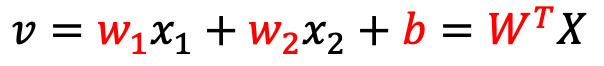 v = w₁x₁ + w₂x₂ + b = WᵀX